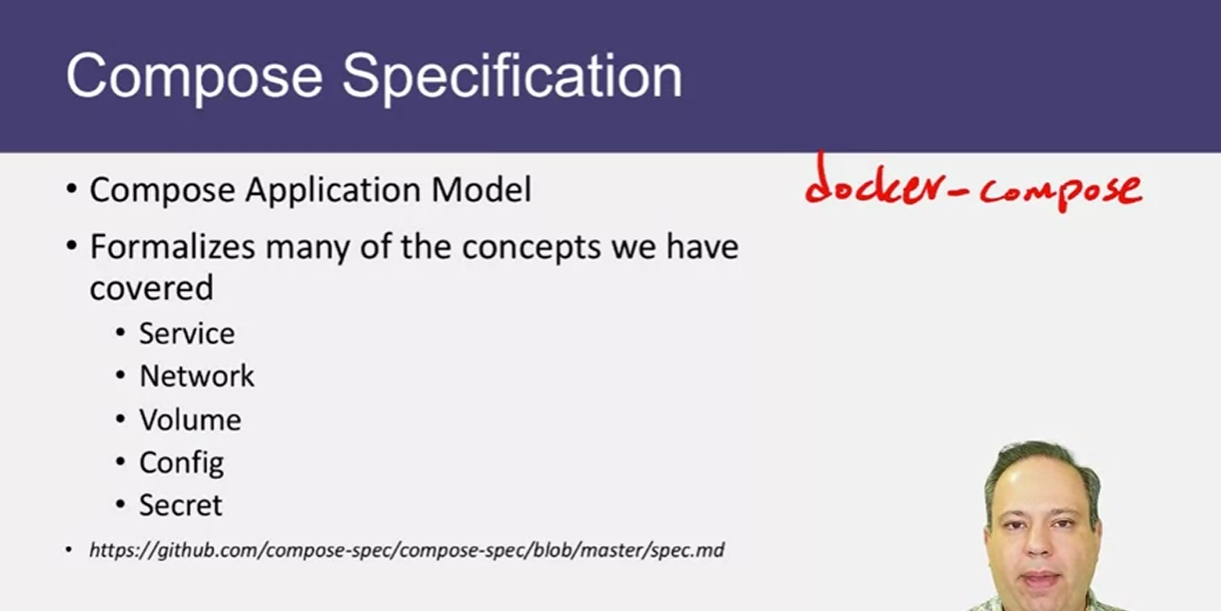 Compose Specification
• Compose Application Model
docker-compose
• Formalizes many of the concepts we have
covered
• Service
• Network
• Volume
• Config
• Secret
• https://github.com/compose-spec/compose-spec/blob/master/spec.md